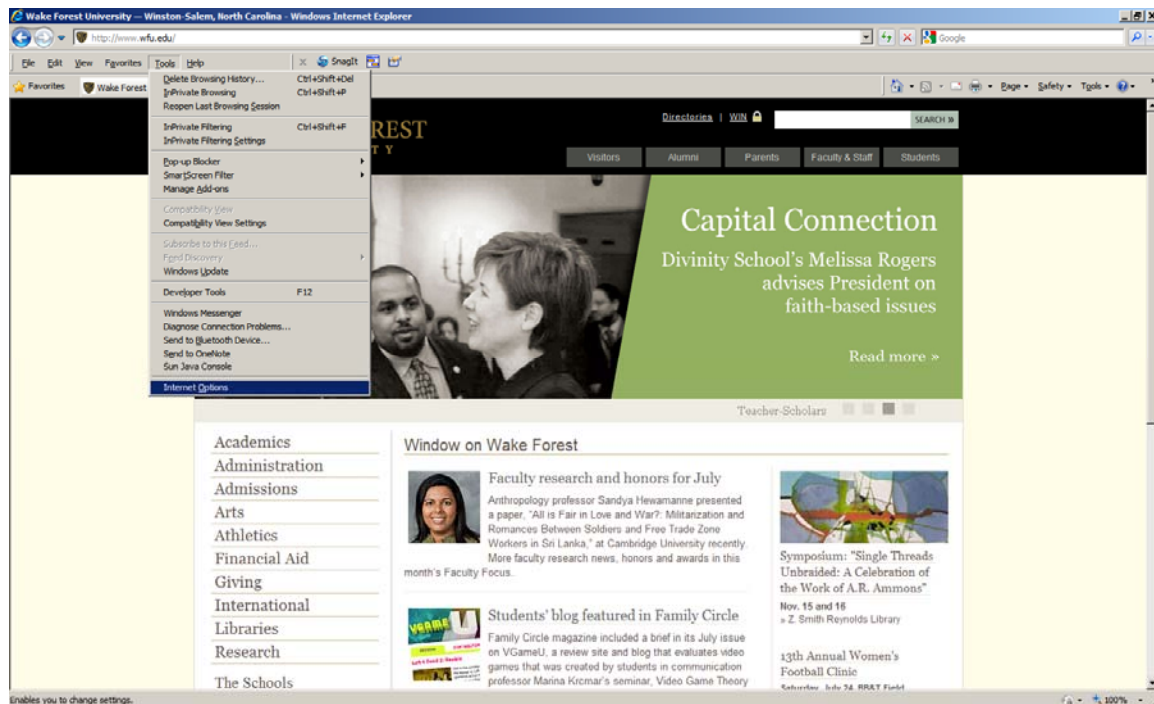 Wake Forest University — Winston-Salem, North Carolina - Windows Internet Explorer
http://www.wfu.edu/
Google
File Edit View Favorites Tools Help
x SnagIt
Favorites Wake Forest
Page Safety Tools
Delete Browsing History... Ctrl+Shift+Del
InPrivate Browsing Ctrl+Shift+P
Reopen Last Browsing Session
InPrivate Filtering Ctrl+Shift+F
InPrivate Filtering Settings
Pop-up Blocker
SmartScreen Filter
Manage Add-ons
Compatibility View
Compatibility View Settings
Subscribe to this Feed...
Feed Discovery
Windows Update
Developer Tools F12
Windows Messenger
Diagnose Connection Problems...
Send to Bluetooth Device...
Send to OneNote
Sun Java Console
Internet Options
REST
T Y
Directories | WIN
SEARCH »
Visitors Alumni Parents Faculty & Staff Students
Capital Connection
Divinity School's Melissa Rogers
advises President on
faith-based issues
Read more »
Teacher-Scholars
Academics
Administration
Admissions
Arts
Athletics
Financial Aid
Giving
International
Libraries
Research
The Schools
Window on Wake Forest
Faculty research and honors for July
Anthropology professor Sandya Hewamanne presented
a paper, "All is Fair in Love and War?: Militarization and
Romances Between Soldiers and Free Trade Zone
Workers in Sri Lanka," at Cambridge University recently.
More faculty research news, honors and awards in this
month's Faculty Focus.
Students' blog featured in Family Circle
Family Circle magazine included a brief in its July issue
on VGameU, a review site and blog that evaluates video
games that was created by students in communication
professor Marina Krcmar's seminar, Video Game Theory
VGAME U
Symposium: "Single Threads
Unbraided: A Celebration of
the Work of A.R. Ammons"
Nov. 15 and 16
» Z. Smith Reynolds Library
13th Annual Women's
Football Clinic
Saturday, July 24, BB&T Field
Enables you to change settings.
100%